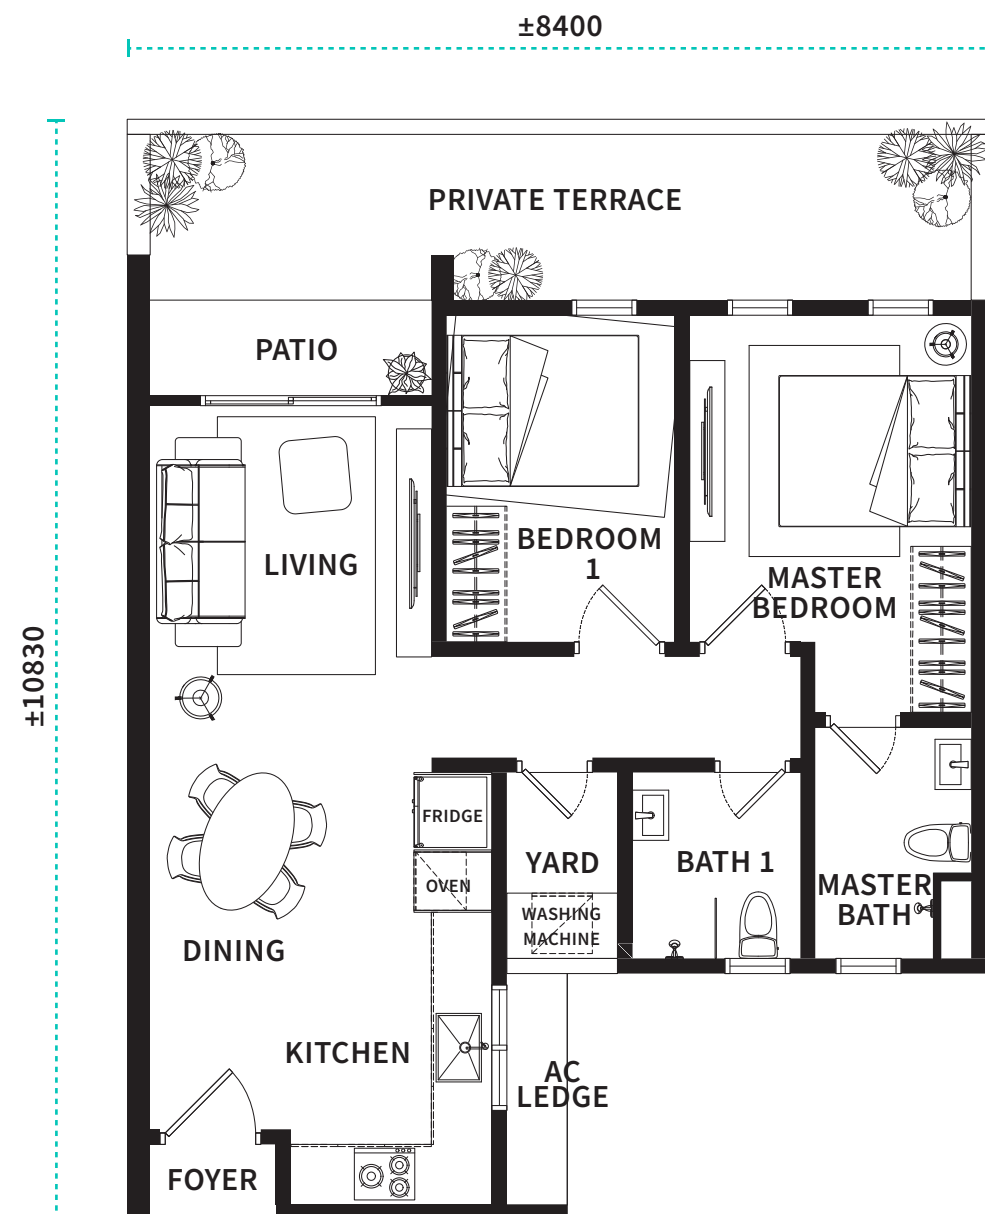 ±8400
PRIVATE TERRACE
PATIO
BEDROOM
1
LIVING
MASTER
BEDROOM
±10830
FRIDGE
OVEN
YARD
BATH 1
MASTER
BATH
WASHING
MACHINE
DINING
KITCHEN
AC
LEDGE
FOYER